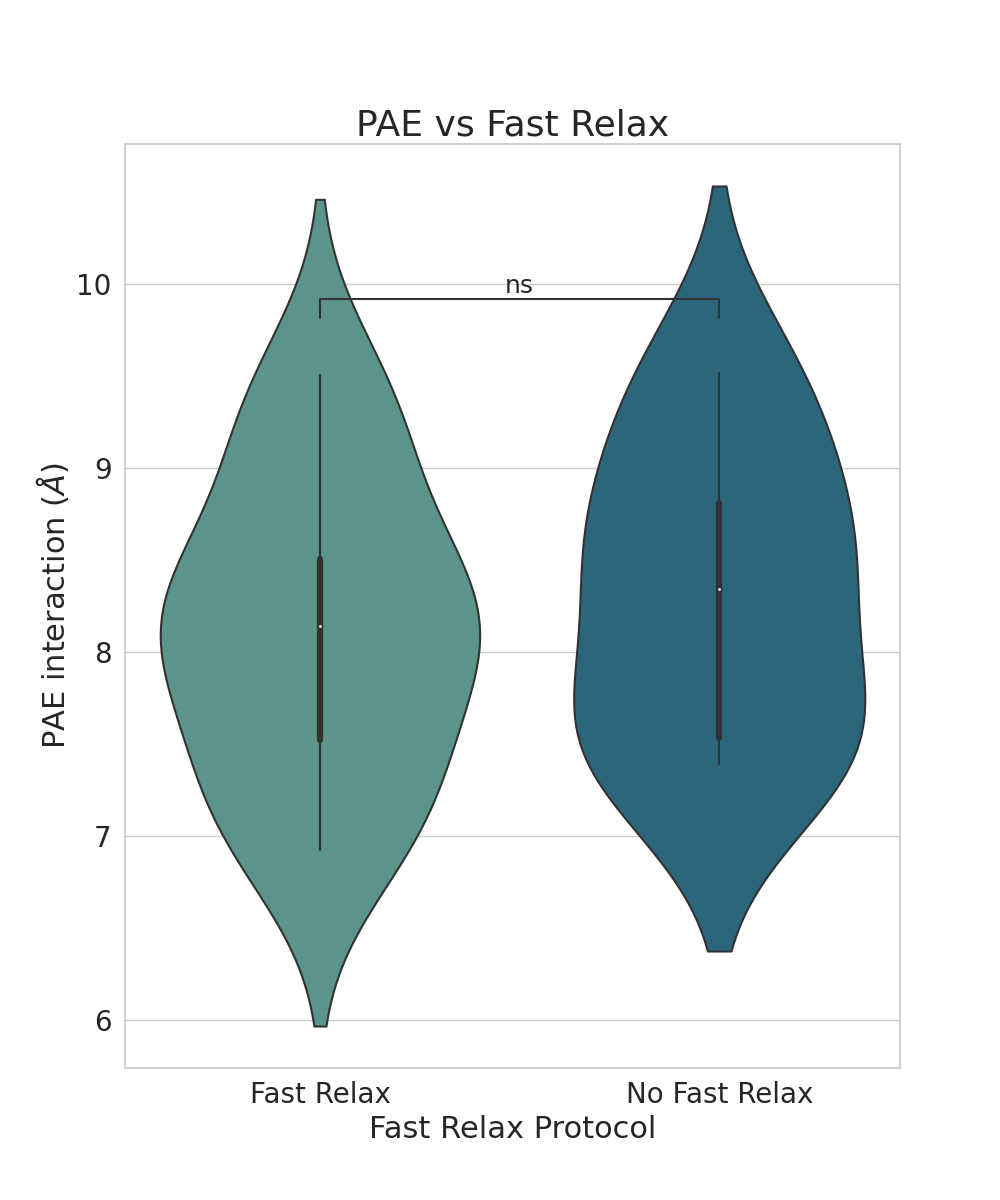 PAE vs Fast Relax
PAE interaction (Å)
10
9
8
7
6
ns
Fast Relax
No Fast Relax
Fast Relax Protocol